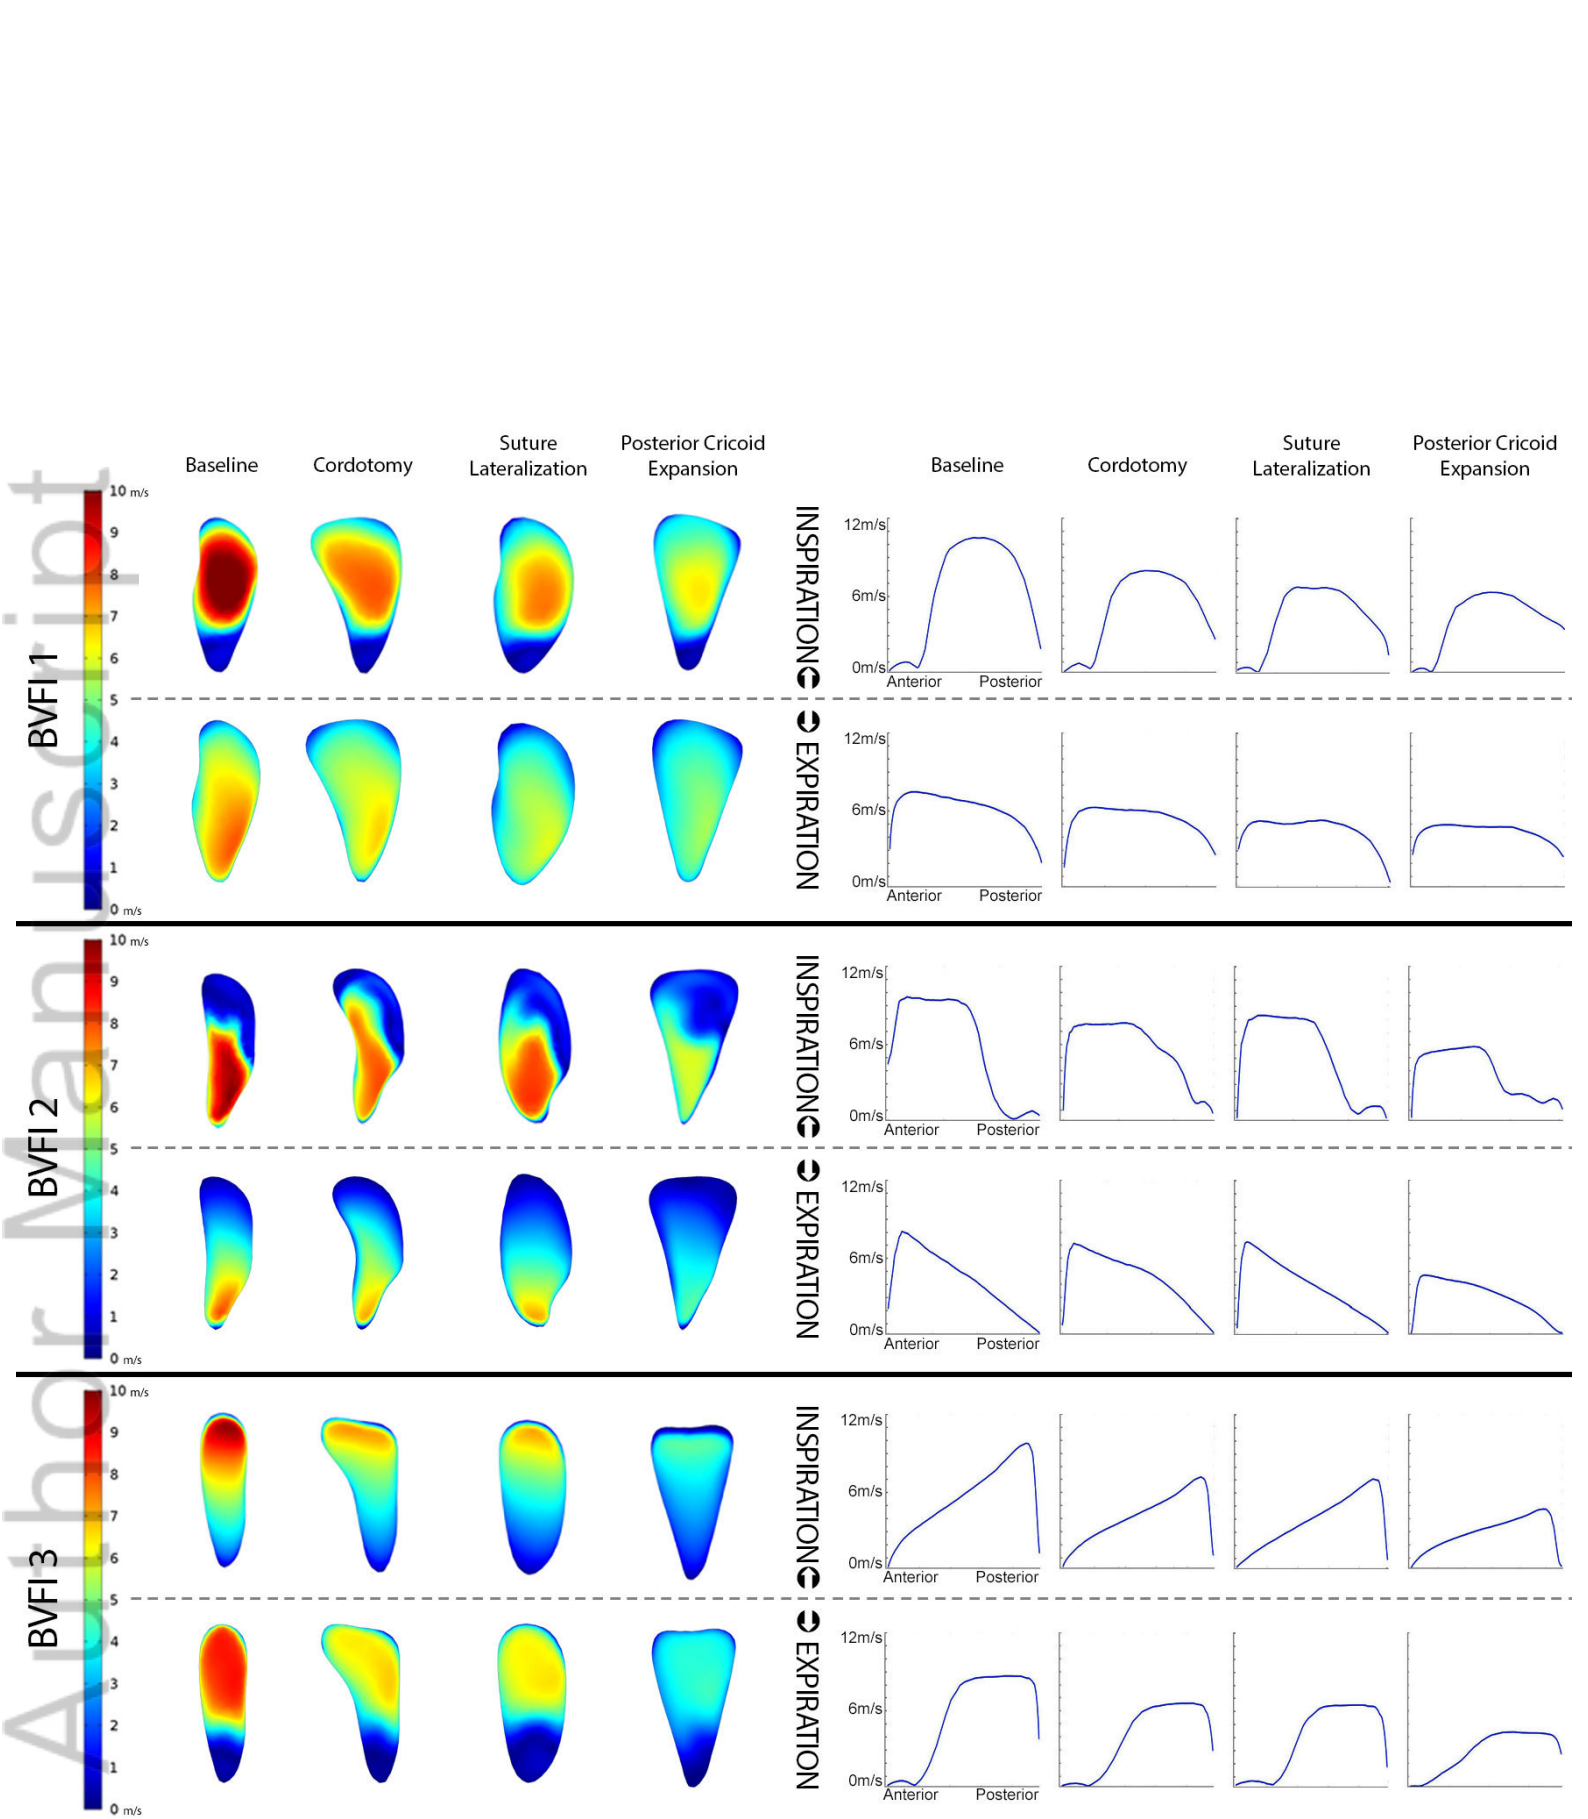 Suture
Posterior Cricoid
Suture
Posterior Cricoid
Baseline
Cordotomy
Lateralization
Expansion
Baseline
Cordotomy
Lateralization
Expansion
Author Manuscript
BVFI 1
10 m/s
9
8
7
6
5
4
3
2
1
0 m/s
INSPIRATION
12m/s
6m/s
0m/s
Anterior
Posterior
EXPIRATION
12m/s
6m/s
0m/s
Anterior
Posterior
BVFI 2
10 m/s
9
8
7
6
5
4
3
2
1
0 m/s
INSPIRATION
12m/s
6m/s
0m/s
Anterior
Posterior
EXPIRATION
12m/s
6m/s
0m/s
Anterior
Posterior
BVFI 3
10 m/s
9
8
7
6
5
4
3
2
1
0 m/s
INSPIRATION
12m/s
6m/s
0m/s
Anterior
Posterior
EXPIRATION
12m/s
6m/s
0m/s
Anterior
Posterior